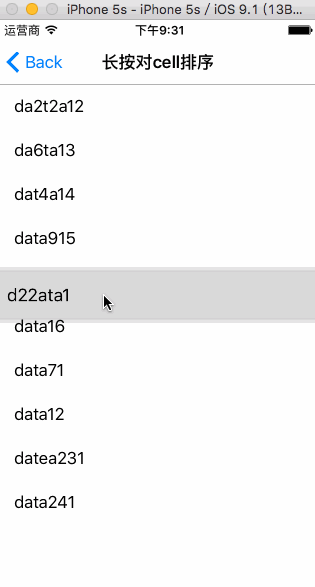 iPhone 5s - iPhone 5s / iOS 9.1 (13B...
运营商 下午9:31
Back 长按对cell排序
da2t2a12
da6ta13
dat4a14
data915
d22ata1
data16
data71
data12
datea231
data241